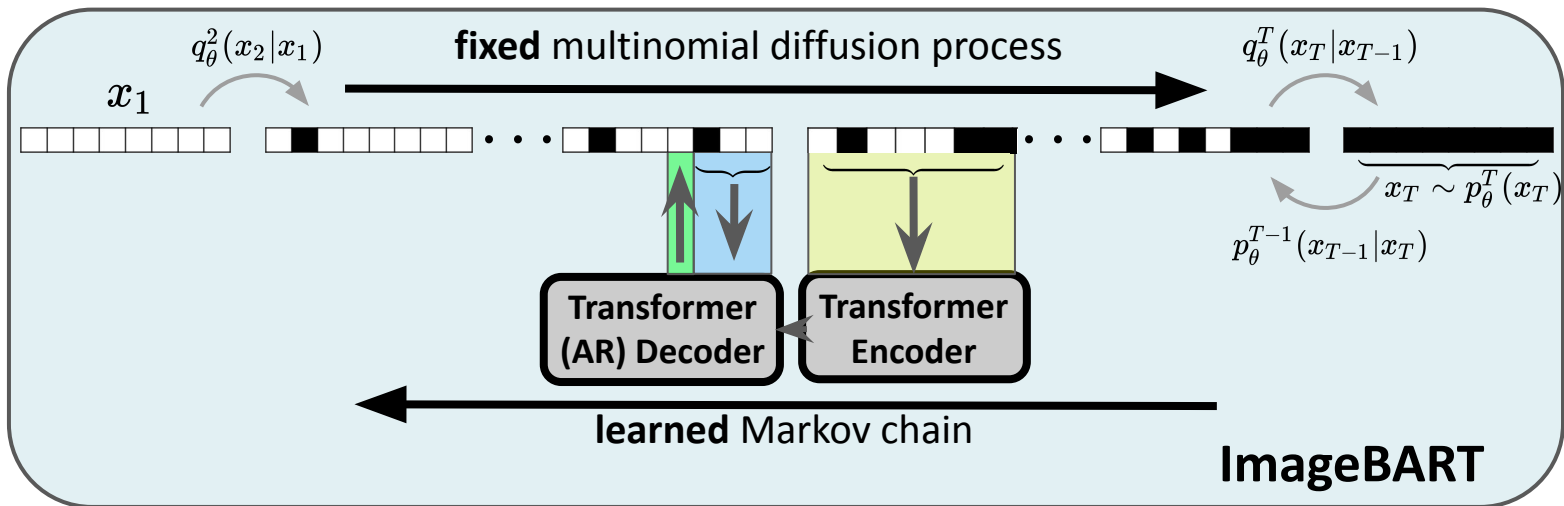 q_θ^2(x_2|x_1)
fixed multinomial diffusion process
q_θ^T(x_T|x_{T-1})
x_1
· · ·
· · ·
x_T ∼ p_θ^T(x_T)
p_θ^{T-1}(x_{T-1}|x_T)
Transformer
(AR) Decoder
Transformer
Encoder
learned Markov chain
ImageBART